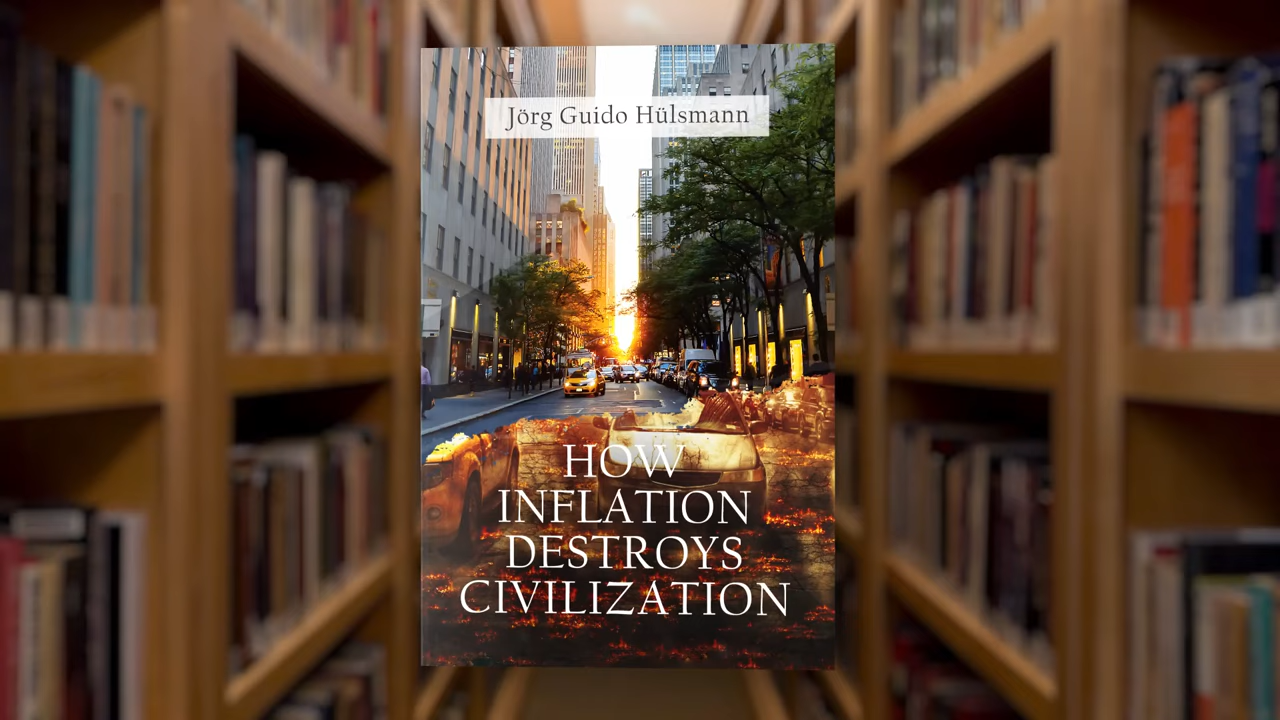 Jörg Guido Hülsmann
HOW
INFLATION
DESTROYS
CIVILIZATION